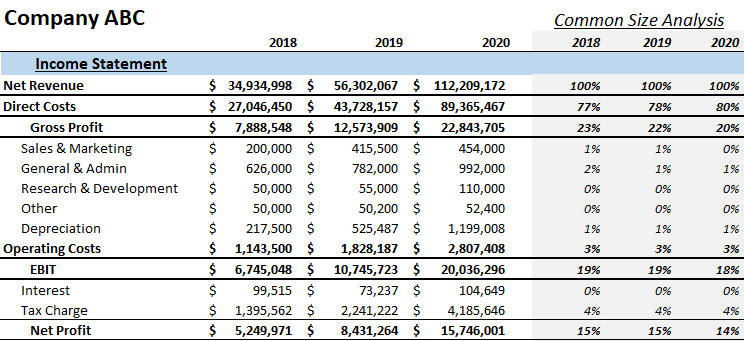 Company ABC Common Size Analysis
2018 2019 2020 2018 2019 2020
Income Statement
Net Revenue $ 34,934,998 $ 56,302,067 $ 112,209,172 100% 100% 100%
Direct Costs $ 27,046,450 $ 43,728,157 $ 89,365,467 77% 78% 80%
Gross Profit $ 7,888,548 $ 12,573,909 $ 22,843,705 23% 22% 20%
Sales & Marketing $ 200,000 $ 415,500 $ 454,000 1% 1% 0%
General & Admin $ 626,000 $ 782,000 $ 992,000 2% 1% 1%
Research & Development $ 50,000 $ 55,000 $ 110,000 0% 0% 0%
Other $ 50,000 $ 50,200 $ 52,400 0% 0% 0%
Depreciation $ 217,500 $ 525,487 $ 1,199,008 1% 1% 1%
Operating Costs $ 1,143,500 $ 1,828,187 $ 2,807,408 3% 3% 3%
EBIT $ 6,745,048 $ 10,745,723 $ 20,036,296 19% 19% 18%
Interest $ 99,515 $ 73,237 $ 104,649 0% 0% 0%
Tax Charge $ 1,395,562 $ 2,241,222 $ 4,185,646 4% 4% 4%
Net Profit $ 5,249,971 $ 8,431,264 $ 15,746,001 15% 15% 14%